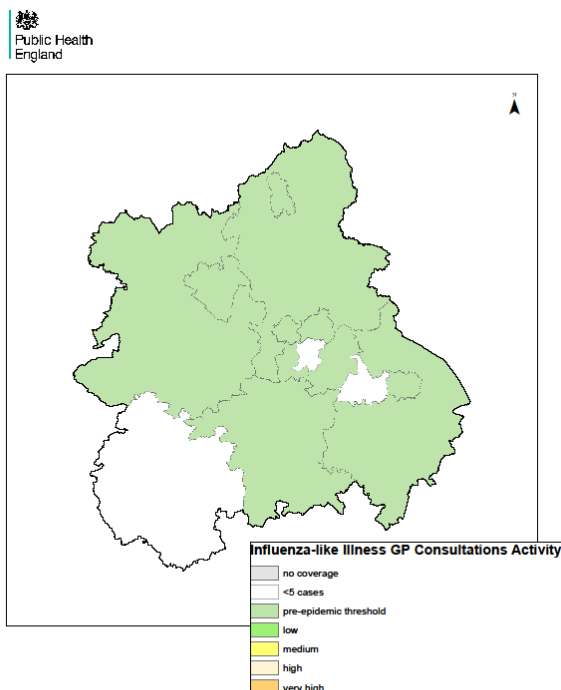 Public Health
England
N
Influenza-like Illness GP Consultations Activity
no coverage
<5 cases
pre-epidemic threshold
low
medium
high
very high